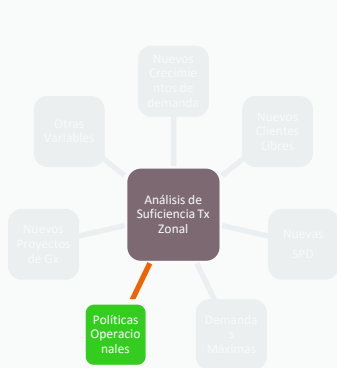 Nuevos
Crecimie
ntos de
demanda
Otras
Variables
Nuevos
Clientes
Libres
Análisis de
Suficiencia Tx
Zonal
Nuevos
Proyectos
de Gx
Nuevas
SPD
Políticas
Operacio
nales
Demanda
s
Máximas